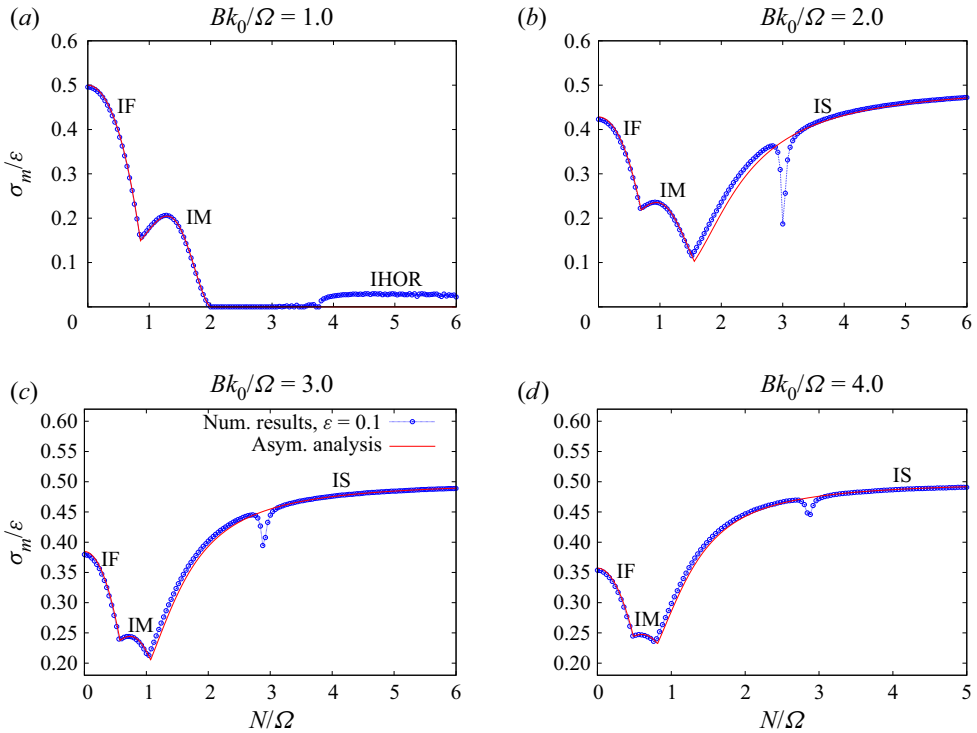 (a) Bk₀/Ω = 1.0
(b) Bk₀/Ω = 2.0
0.6
0.5
0.4
0.3
0.2
0.1
σₘ/ε
IF
IM
IHOR
0 1 2 3 4 5 6
0.6
0.5
0.4
0.3
0.2
0.1
IF
IM
IS
0 1 2 3 4 5 6
(c) Bk₀/Ω = 3.0
(d) Bk₀/Ω = 4.0
0.60
0.55
0.50
0.45
0.40
0.35
0.30
0.25
0.20
σₘ/ε
Num. results, ε = 0.1
Asym. analysis
IF
IM
IS
0 1 2 3 4 5 6
N/Ω
0.60
0.55
0.50
0.45
0.40
0.35
0.30
0.25
0.20
IF
IM
IS
0 1 2 3 4 5
N/Ω